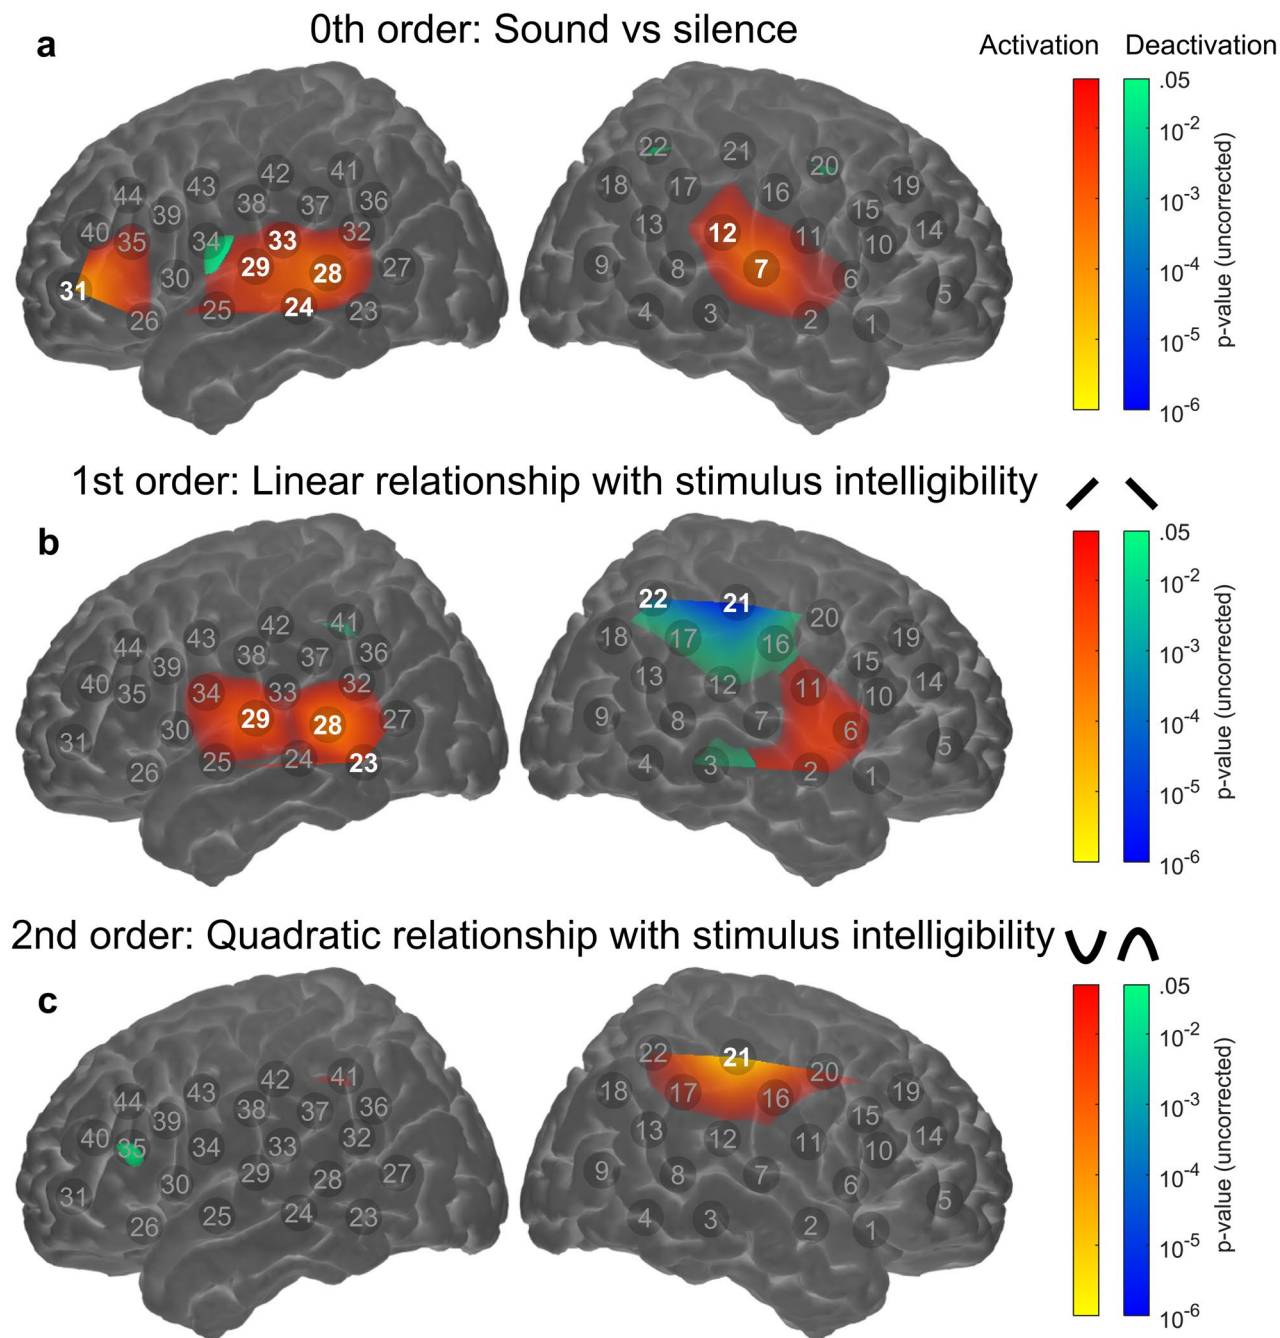 0th order: Sound vs silence
a
Activation Deactivation
44 43 42 41
40 35 39 38 37 36
34 33 32
31 30 29 28 27
26 25 24 23
22 21 20
18 17 16 19
13 12 11 15 14
9 8 7 6 10 5
4 3 2 1
.05
10-2
10-3
10-4
10-5
10-6
p-value (uncorrected)
1st order: Linear relationship with stimulus intelligibility
b
44 43 42 41
40 35 39 38 37 36
34 33 32
31 30 29 28 27
26 25 24 23
22 21 20
18 17 16 19
13 12 11 15 14
9 8 7 6 10 5
4 3 2 1
.05
10-2
10-3
10-4
10-5
10-6
p-value (uncorrected)
2nd order: Quadratic relationship with stimulus intelligibility
c
44 43 42 41
40 35 39 38 37 36
34 33 32
31 30 29 28 27
26 25 24 23
22 21 20
18 17 16 19
13 12 11 15 14
9 8 7 6 10 5
4 3 2 1
.05
10-2
10-3
10-4
10-5
10-6
p-value (uncorrected)